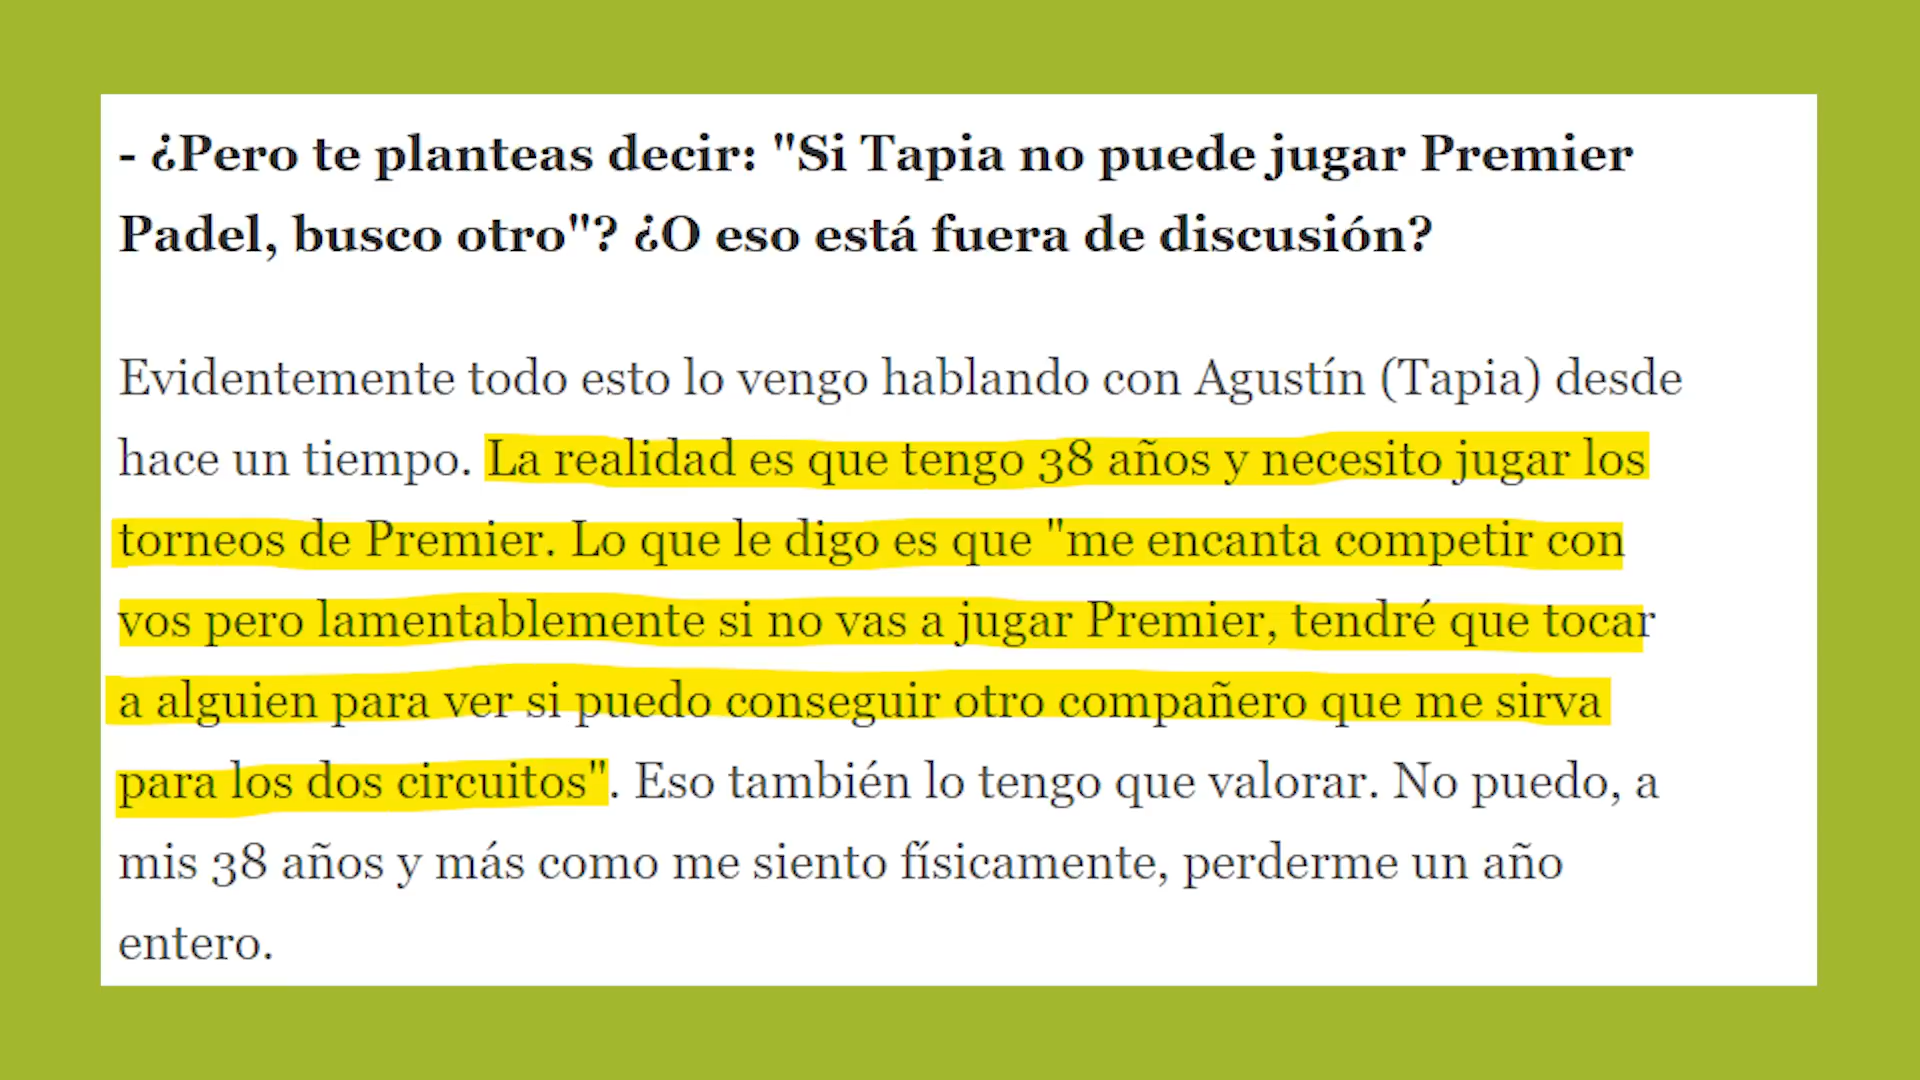 - ¿Pero te planteas decir: "Si Tapia no puede jugar Premier
Padel, busco otro"? ¿O eso está fuera de discusión?
Evidentemente todo esto lo vengo hablando con Agustín (Tapia) desde
hace un tiempo. La realidad es que tengo 38 años y necesito jugar los
torneos de Premier. Lo que le digo es que "me encanta competir con
vos pero lamentablemente si no vas a jugar Premier, tendré que tocar
a alguien para ver si puedo conseguir otro compañero que me sirva
para los dos circuitos". Eso también lo tengo que valorar. No puedo, a
mis 38 años y más como me siento físicamente, perderme un año
entero.